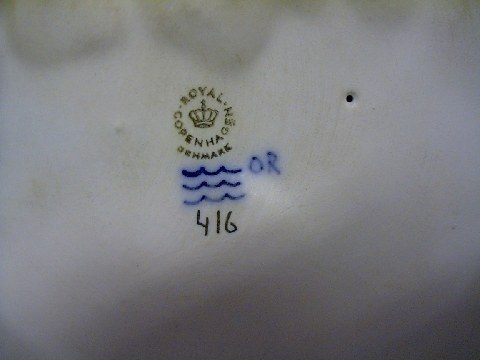 ROYAL COPENHAGEN
DENMARK
OR
416